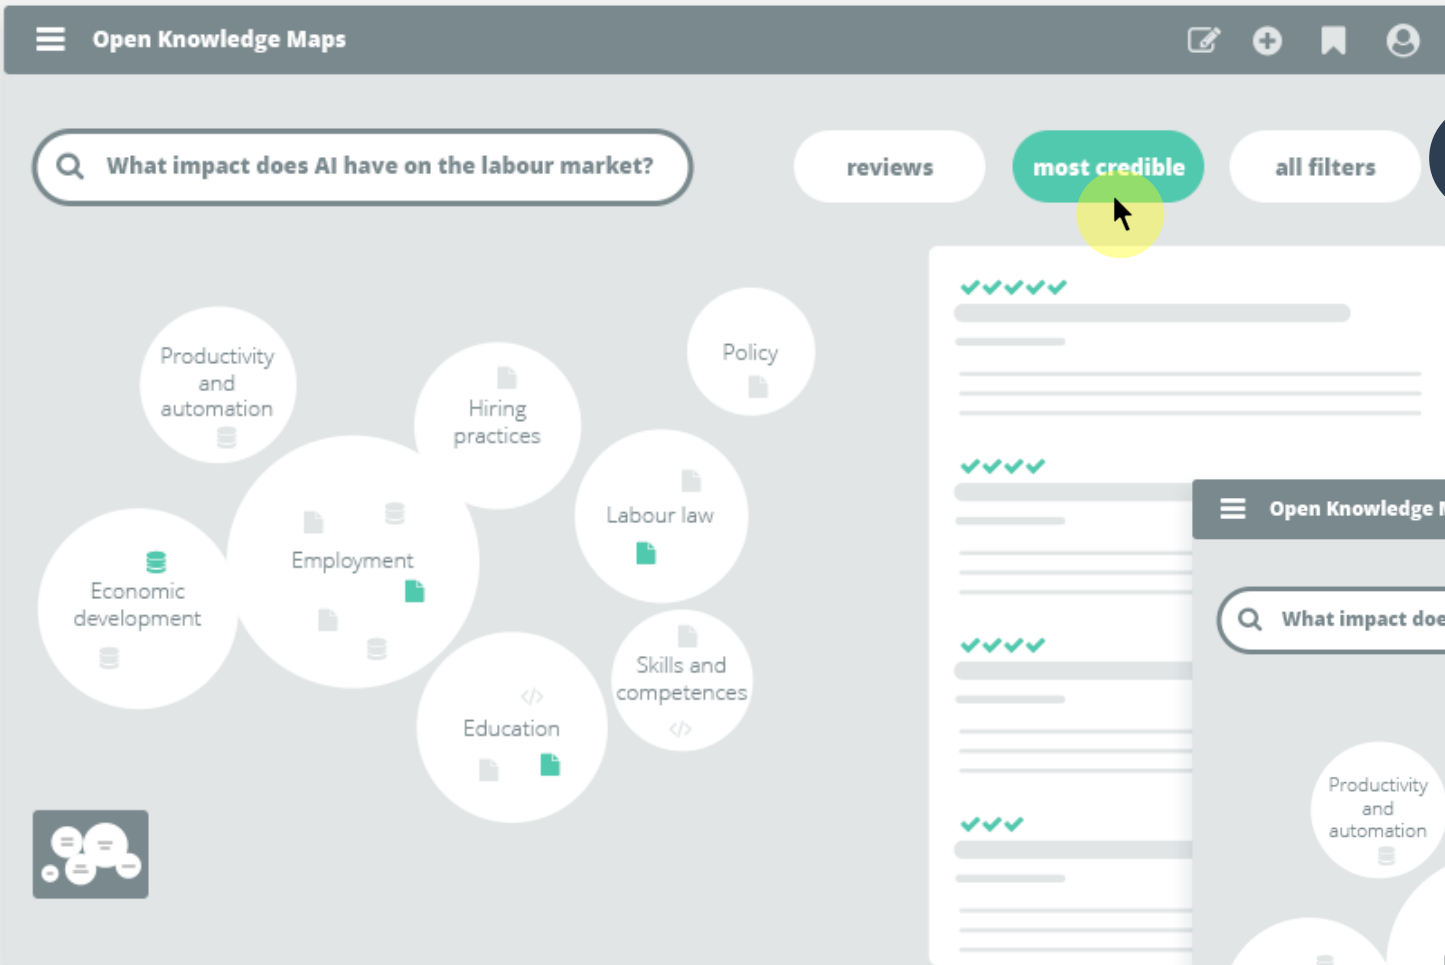 Open Knowledge Maps
What impact does AI have on the labour market?
reviews
most credible
all filters
Productivity
and
automation
Hiring
practices
Policy
Labour law
Employment
Economic
development
Skills and
competences
</>
Education
</>
Open Knowledge
What impact doe
Productivity
and
automation